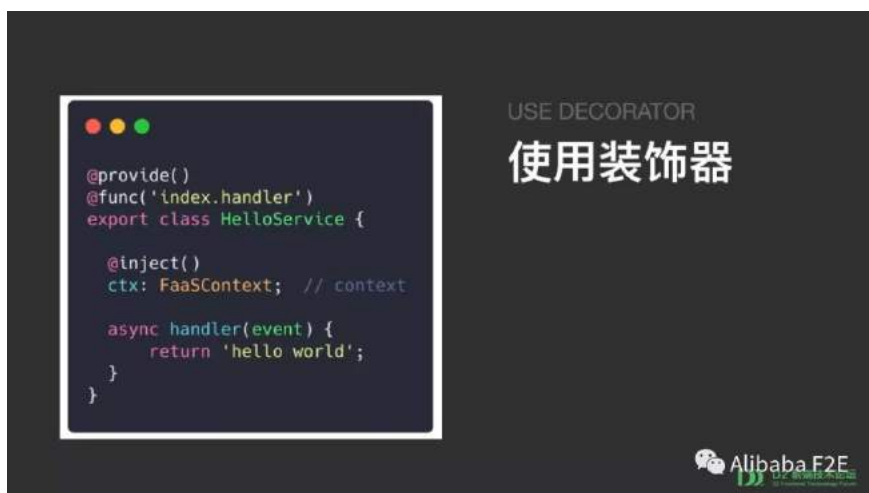 @provide()
@func('index.handler')
export class HelloService {
@inject()
ctx: FaaSContext; // context
async handler(event) {
return 'hello world';
}
}
USE DECORATOR
使用装饰器
Alibaba F2E